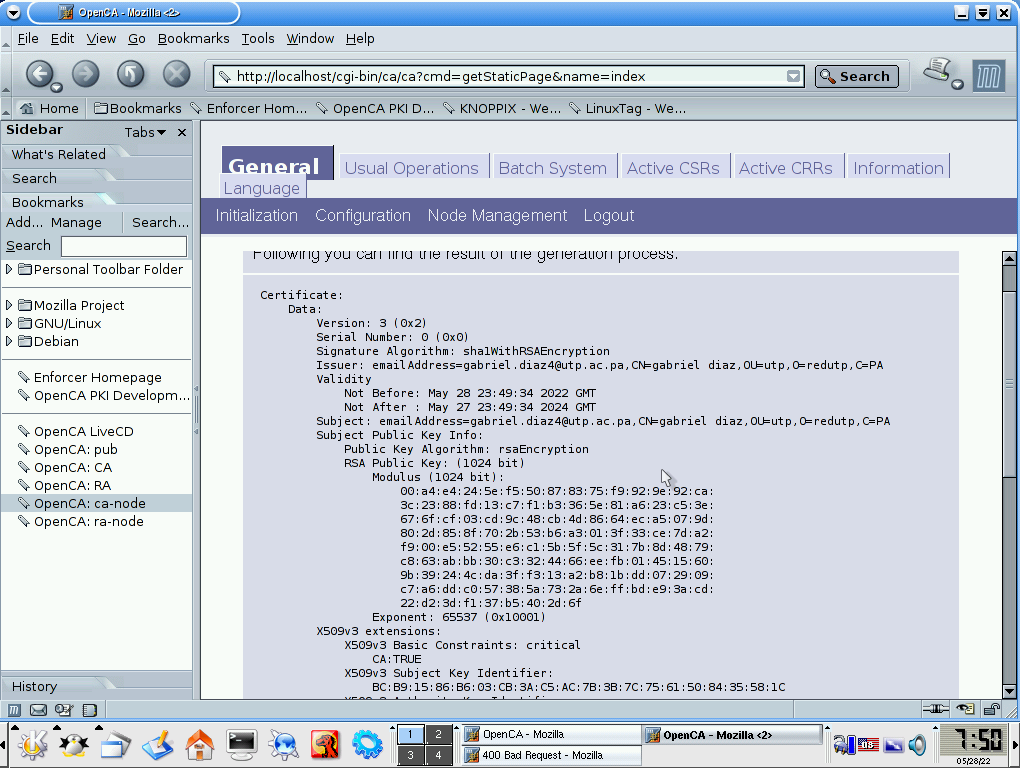 OpenCA - Mozilla <2>
File Edit View Go Bookmarks Tools Window Help
http://localhost/cgi-bin/ca/ca?cmd=getStaticPage&name=index
Search
Home Bookmarks Enforcer Hom... OpenCA PKI D... KNOPPIX - We... LinuxTag - We...
Sidebar
Tabs
What's Related
Search
Bookmarks
Add... Manage Search...
Search
Personal Toolbar Folder
Mozilla Project
GNU/Linux
Debian
Enforcer Homepage
OpenCA PKI Developm...
OpenCA LiveCD
OpenCA: pub
OpenCA: CA
OpenCA: RA
OpenCA: ca-node
OpenCA: ra-node
History
General Usual Operations Batch System Active CSRs Active CRRs Information
Language
Initialization Configuration Node Management Logout
Following you can find the result of the generation process.
Certificate:
Data:
Version: 3 (0x2)
Serial Number: 0 (0x0)
Signature Algorithm: sha1WithRSAEncryption
Issuer: emailAddress=gabriel.diaz4@utp.ac.pa,CN=gabriel diaz,OU=utp,O=redutp,C=PA
Validity
Not Before: May 28 23:49:34 2022 GMT
Not After : May 27 23:49:34 2024 GMT
Subject: emailAddress=gabriel.diaz4@utp.ac.pa,CN=gabriel diaz,OU=utp,O=redutp,C=PA
Subject Public Key Info:
Public Key Algorithm: rsaEncryption
RSA Public Key: (1024 bit)
Modulus (1024 bit):
00:a4:e4:24:5e:f5:50:87:83:75:f9:92:9e:92:ca:
3c:23:88:fd:13:c7:f1:b3:36:5e:81:a6:23:c5:3e:
67:6f:cf:03:cd:9c:48:cb:4d:86:64:ec:a5:07:9d:
80:2d:85:8f:70:2b:53:b6:a3:01:3f:33:ce:7d:a2:
f9:00:e5:52:55:e6:c1:5b:5f:5c:31:7b:8d:48:79:
c8:63:ab:bb:30:c3:32:44:66:ee:fb:01:45:15:60:
9b:39:24:4c:da:3f:f3:13:a2:b8:1b:dd:07:29:09:
c7:a6:dd:c0:57:38:5a:73:2a:6e:ff:bd:e9:3a:cd:
22:d2:3d:f1:37:b5:40:2d:6f
Exponent: 65537 (0x10001)
X509v3 extensions:
X509v3 Basic Constraints: critical
CA:TRUE
X509v3 Subject Key Identifier:
BC:B9:15:86:B6:03:CB:3A:C5:AC:7B:3B:7C:75:61:50:84:35:58:1C
1 2
3 4
OpenCA - Mozilla
OpenCA - Mozilla <2>
400 Bad Request - Mozilla
US
7:50
05/28/22